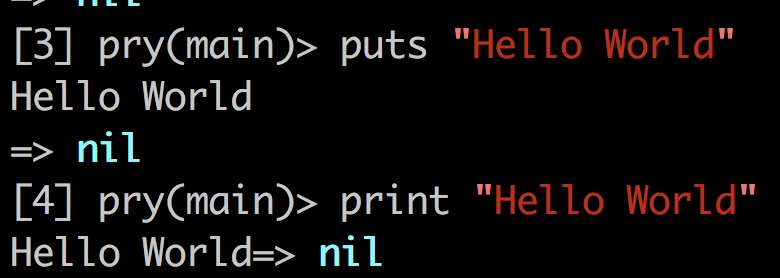 => nil
[3] pry(main)> puts "Hello World"
Hello World
=> nil
[4] pry(main)> print "Hello World"
Hello World=> nil